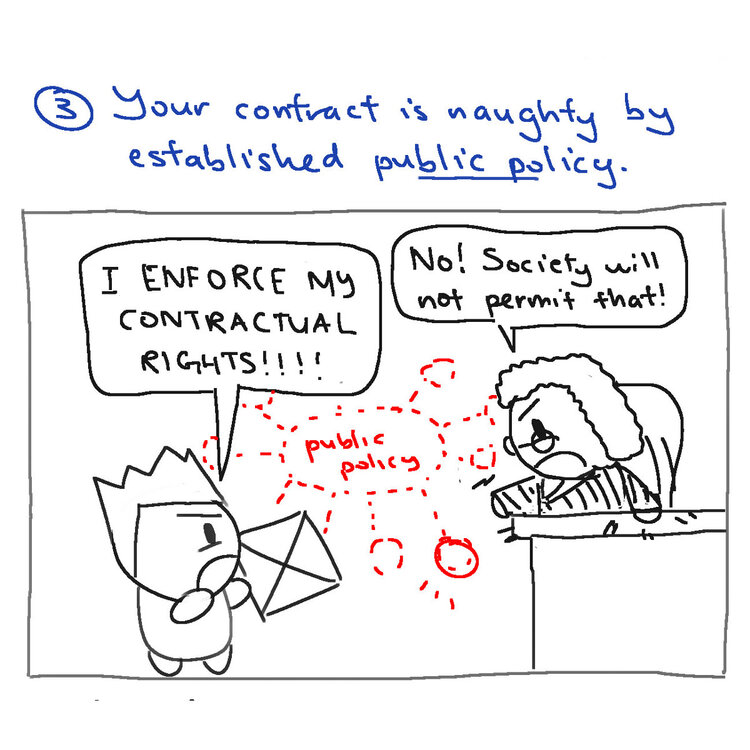 ③ Your contract is naughty by
established public policy.
I ENFORCE MY
CONTRACTUAL
RIGHTS!!!!
No! Society will
not permit that!
public
policy